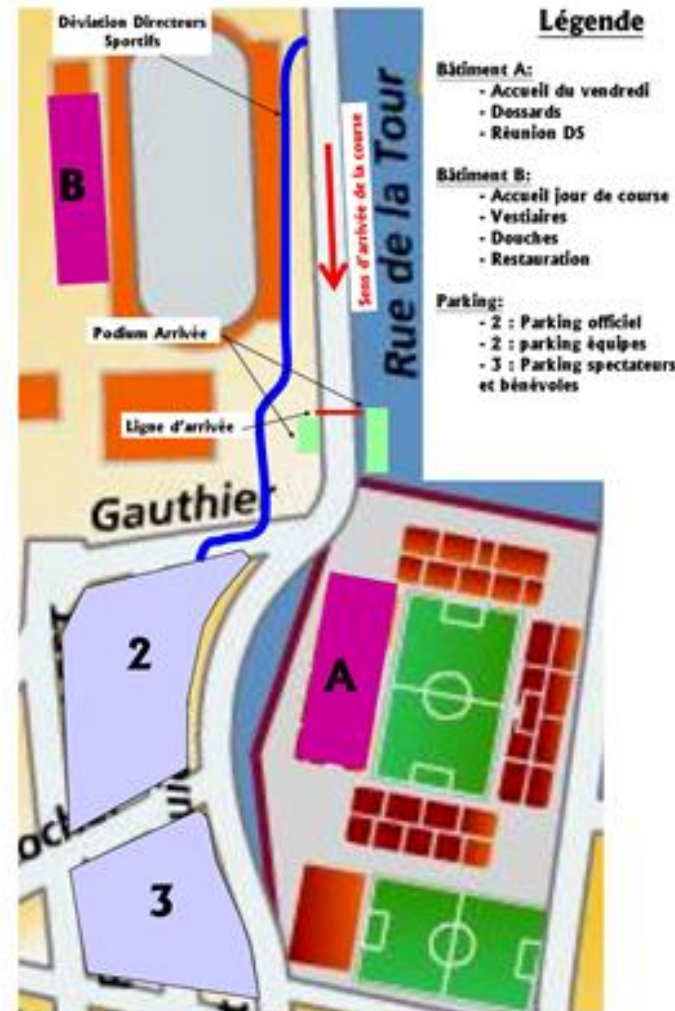 Déviation Directeurs
Sportifs
B
Sens d'arrivée de la course
Rue de la Tour
Podium Arrivée
Ligne d'arrivée
Gauthier
2
A
3
Légende
Bâtiment A:
- Accueil du vendredi
- Dossards
- Réunion DS
Bâtiment B:
- Accueil jour de course
- Vestiaires
- Douches
- Restauration
Parking:
- 2 : Parking officiel
- 2 : parking équipes
- 3 : Parking spectateurs
et bénévoles